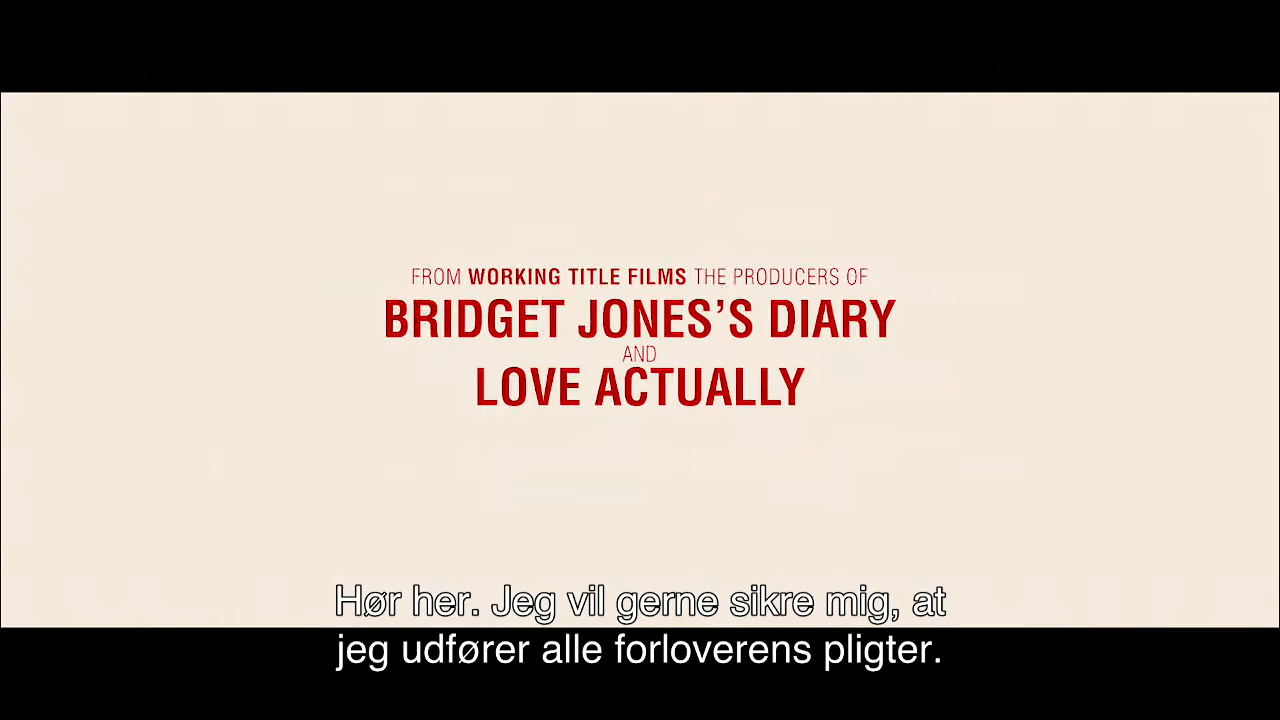 FROM WORKING TITLE FILMS THE PRODUCERS OF
BRIDGET JONES’S DIARY
AND
LOVE ACTUALLY
Hør her. Jeg vil gerne sikre mig, at
jeg udfører alle forloverens pligter.